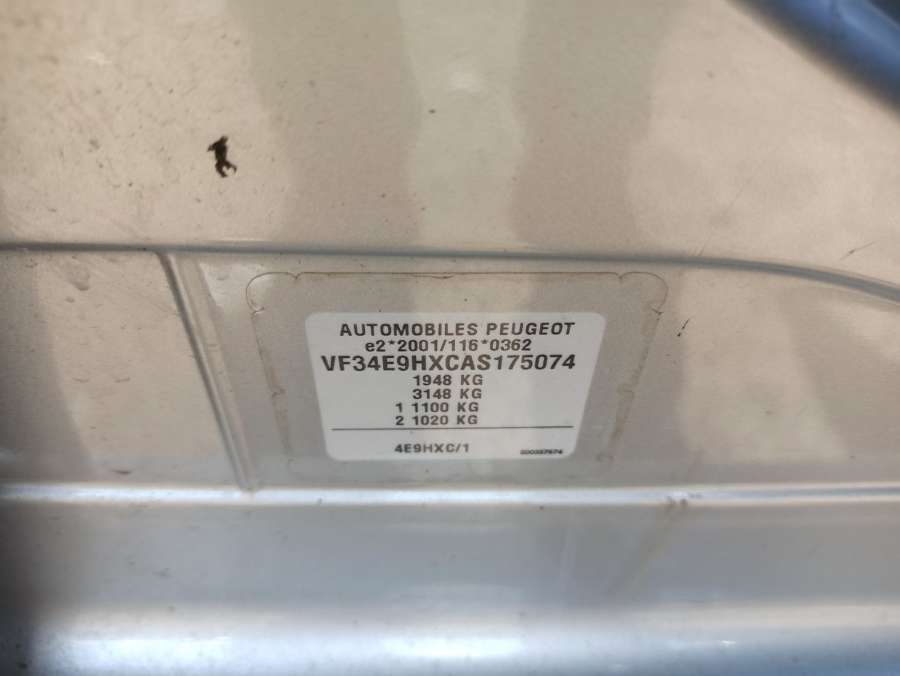 AUTOMOBILES PEUGEOT
e2*2001/116*0362
VF34E9HXCAS175074
1948 KG
3148 KG
1 1100 KG
2 1020 KG
4E9HXC/1